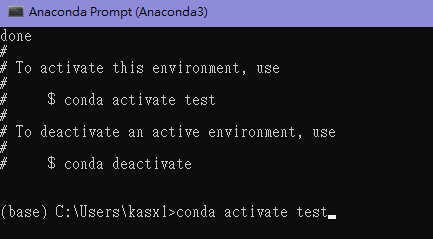 Anaconda Prompt (Anaconda3)
done
#
# To activate this environment, use
#
#     $ conda activate test
#
# To deactivate an active environment, use
#
#     $ conda deactivate
(base) C:\Users\kasxl>conda activate test